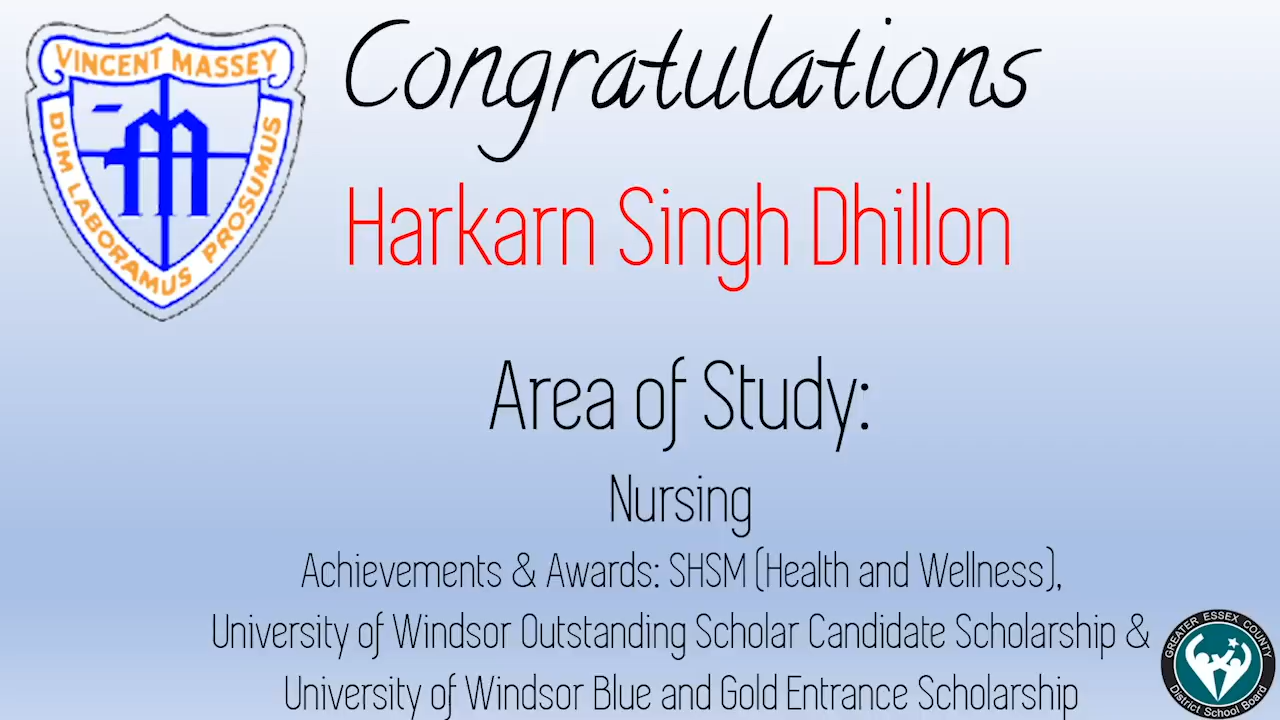 VINCENT MASSEY
DUM LABORAMUS PROSUMUS
M
Congratulations
Harkarn Singh Dhillon
Area of Study:
Nursing
Achievements & Awards: SHSM (Health and Wellness),
University of Windsor Outstanding Scholar Candidate Scholarship &
University of Windsor Blue and Gold Entrance Scholarship
GREATER ESSEX COUNTY
District School Board